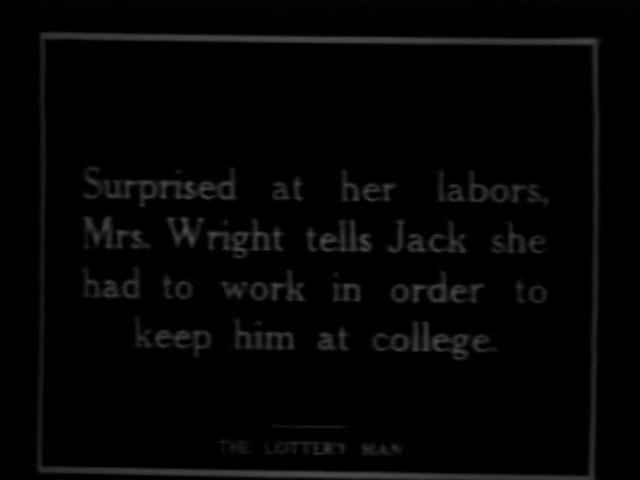 Surprised at her labors,
Mrs. Wright tells Jack she
had to work in order to
keep him at college.
THE LOTTERY MAN